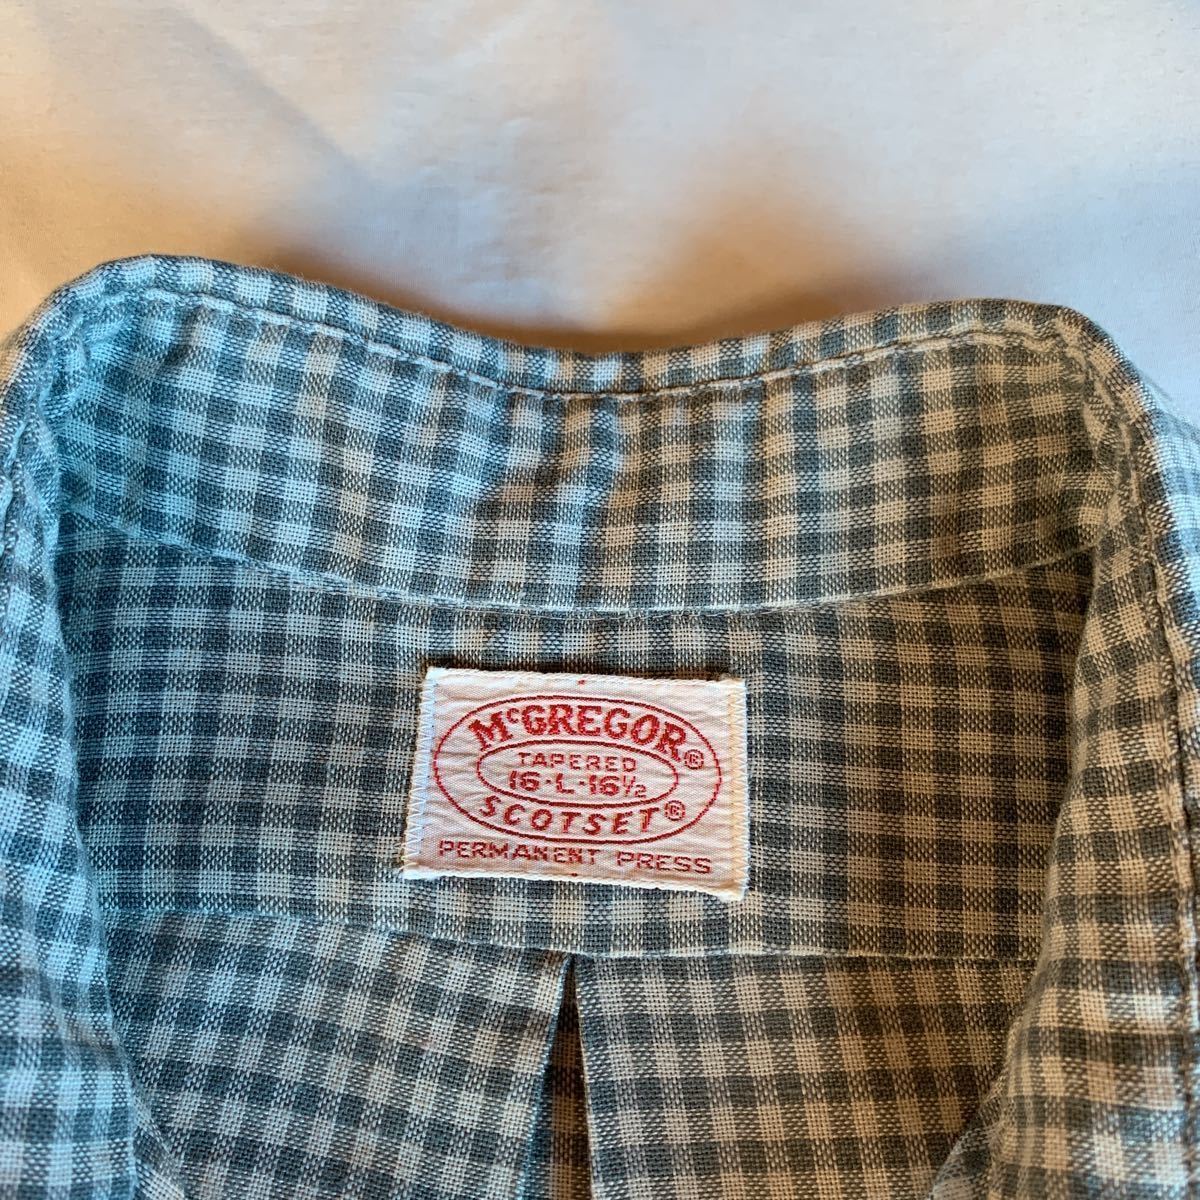 McGREGOR®
TAPERED
16·L·16½
SCOTSET®
PERMANENT PRESS